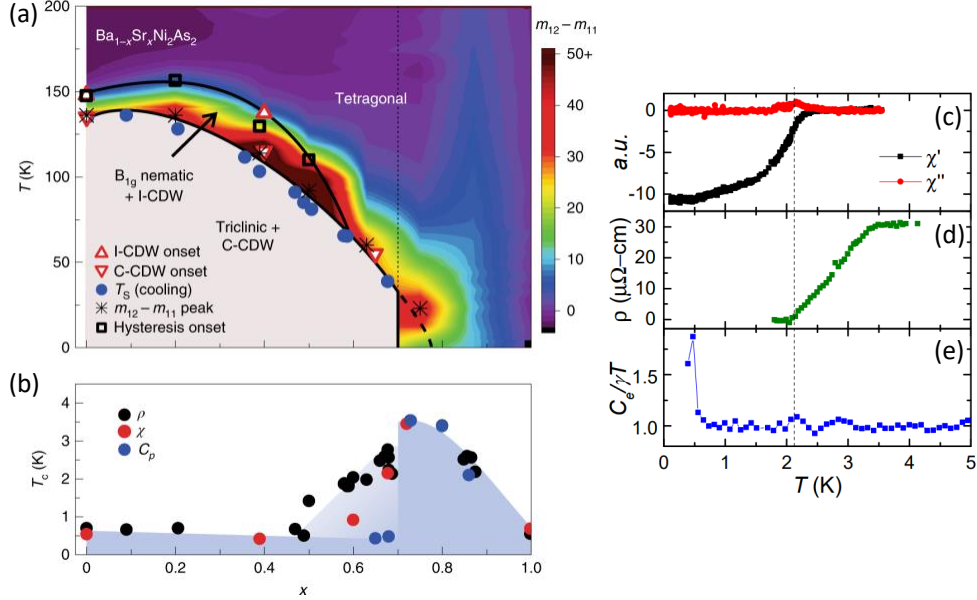 (a)
200
150
100
50
0
T (K)
Ba₁₋ₓSrₓNi₂As₂
Tetragonal
B₁g nematic
+ I-CDW
Triclinic +
C-CDW
I-CDW onset
C-CDW onset
Tₛ (cooling)
m₁₂ – m₁₁ peak
Hysteresis onset
m₁₂ – m₁₁
50+
40
30
20
10
0
(b)
ρ
χ
Cₚ
4
3
2
1
0
T_c (K)
0 0.2 0.4 0.6 0.8 1.0
x
(c)
0
-5
-10
a.u.
χ'
χ''
(d)
30
20
10
0
ρ (μΩ–cm)
(e)
1.5
1.0
Cₑ/γT
0 1 2 3 4 5
T (K)